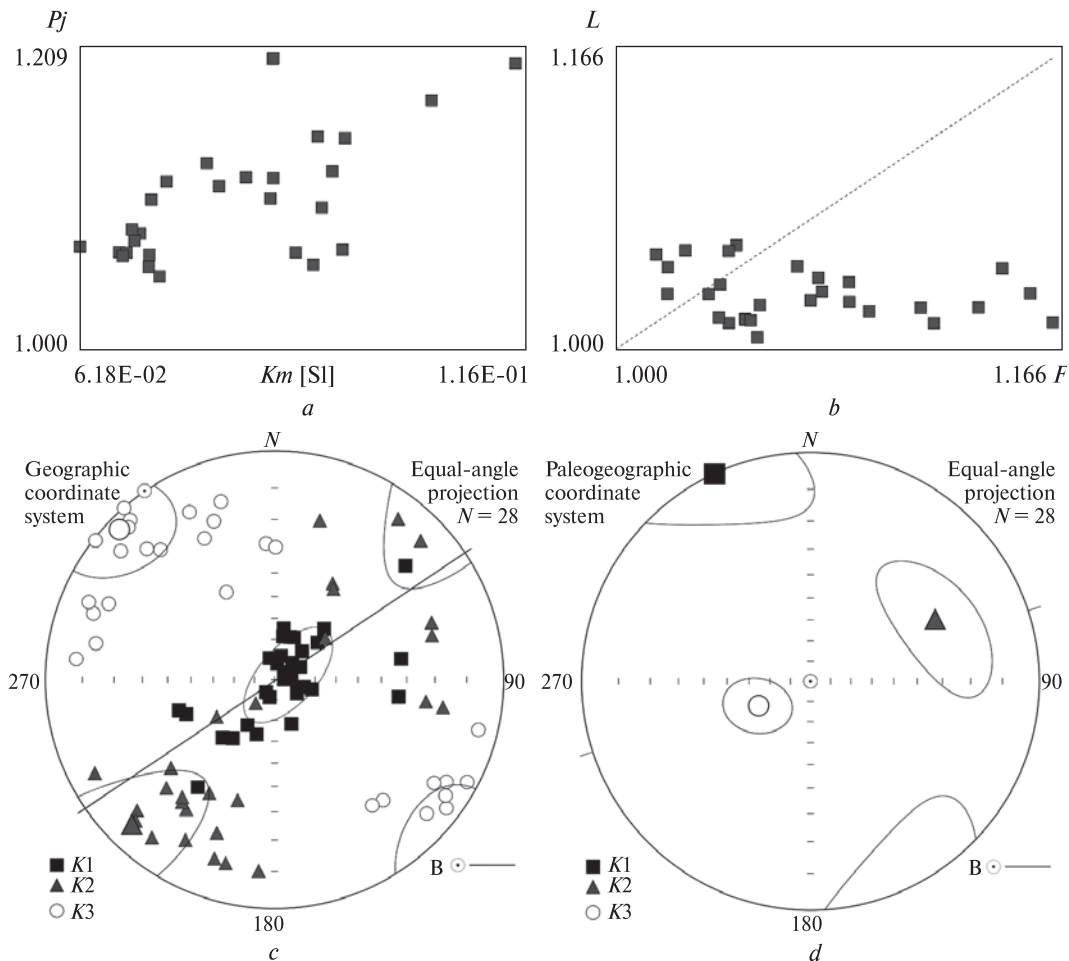 Pj
1.209
1.000
6.18E-02
Km [SI]
1.16E-01
a
L
1.166
1.000
1.000
1.166 F
b
N
Geographic
coordinate
system
Equal-angle
projection
N = 28
270
90
K1
K2
K3
B
180
c
N
Paleogeographic
coordinate
system
Equal-angle
projection
N = 28
270
90
K1
K2
K3
B
180
d